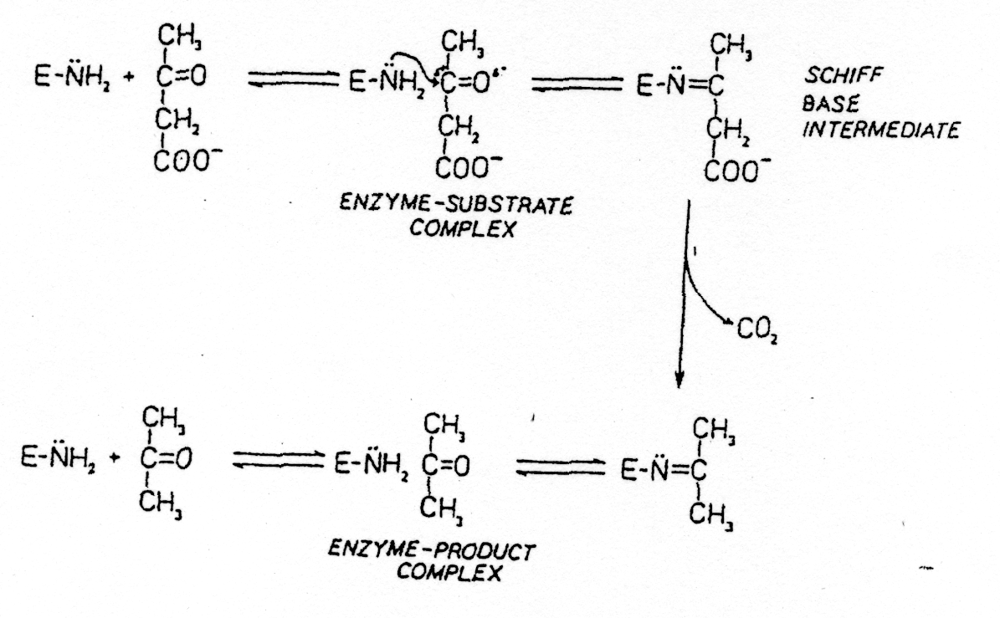 CH₃ CH₃ CH₃
E-N̈H₂ + C=O E-N̈H₂ C=O E-N̈=C SCHIFF
BASE
CH₂ CH₂ CH₂ INTERMEDIATE
COO⁻ COO⁻ COO⁻
ENZYME-SUBSTRATE
COMPLEX
CO₂
CH₃ CH₃ CH₃
E-N̈H₂ + C=O E-N̈H₂ C=O E-N̈=C
CH₃ CH₃ CH₃
ENZYME-PRODUCT
COMPLEX